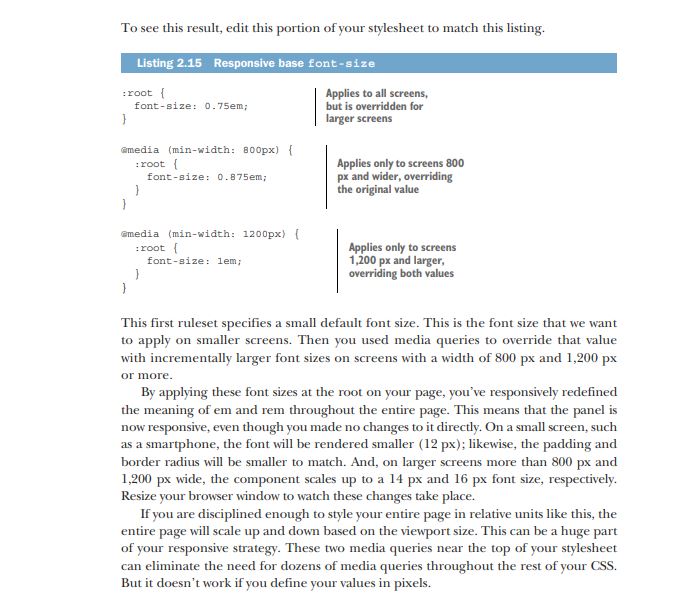 To see this result, edit this portion of your stylesheet to match this listing.
Listing 2.15 Responsive base font-size
:root {
font-size: 0.75em;
}
Applies to all screens,
but is overridden for
larger screens
@media (min-width: 800px) {
:root {
font-size: 0.875em;
}
}
Applies only to screens 800
px and wider, overriding
the original value
@media (min-width: 1200px) {
:root {
font-size: 1em;
}
}
Applies only to screens
1,200 px and larger,
overriding both values
This first ruleset specifies a small default font size. This is the font size that we want
to apply on smaller screens. Then you used media queries to override that value
with incrementally larger font sizes on screens with a width of 800 px and 1,200 px
or more.
By applying these font sizes at the root on your page, you've responsively redefined
the meaning of em and rem throughout the entire page. This means that the panel is
now responsive, even though you made no changes to it directly. On a small screen, such
as a smartphone, the font will be rendered smaller (12 px); likewise, the padding and
border radius will be smaller to match. And, on larger screens more than 800 px and
1,200 px wide, the component scales up to a 14 px and 16 px font size, respectively.
Resize your browser window to watch these changes take place.
If you are disciplined enough to style your entire page in relative units like this, the
entire page will scale up and down based on the viewport size. This can be a huge part
of your responsive strategy. These two media queries near the top of your stylesheet
can eliminate the need for dozens of media queries throughout the rest of your CSS.
But it doesn't work if you define your values in pixels.